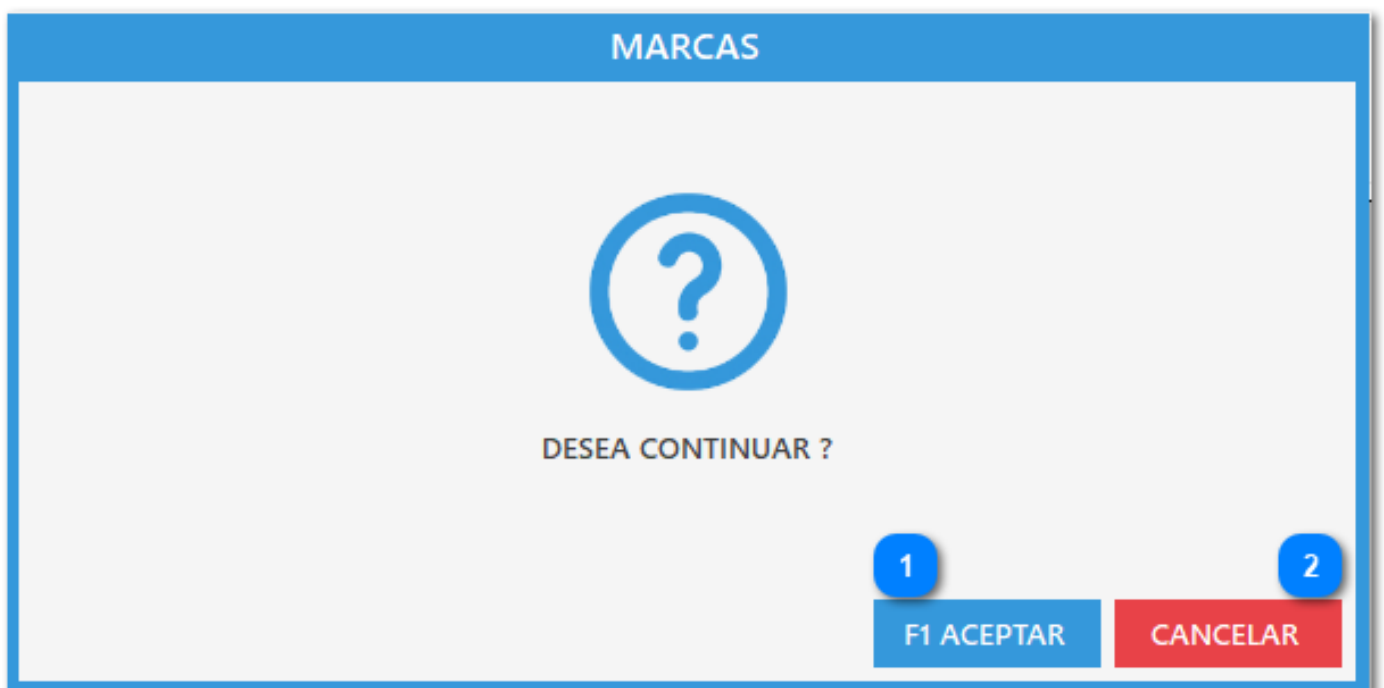 MARCAS
?
DESEA CONTINUAR ?
1
2
F1 ACEPTAR
CANCELAR